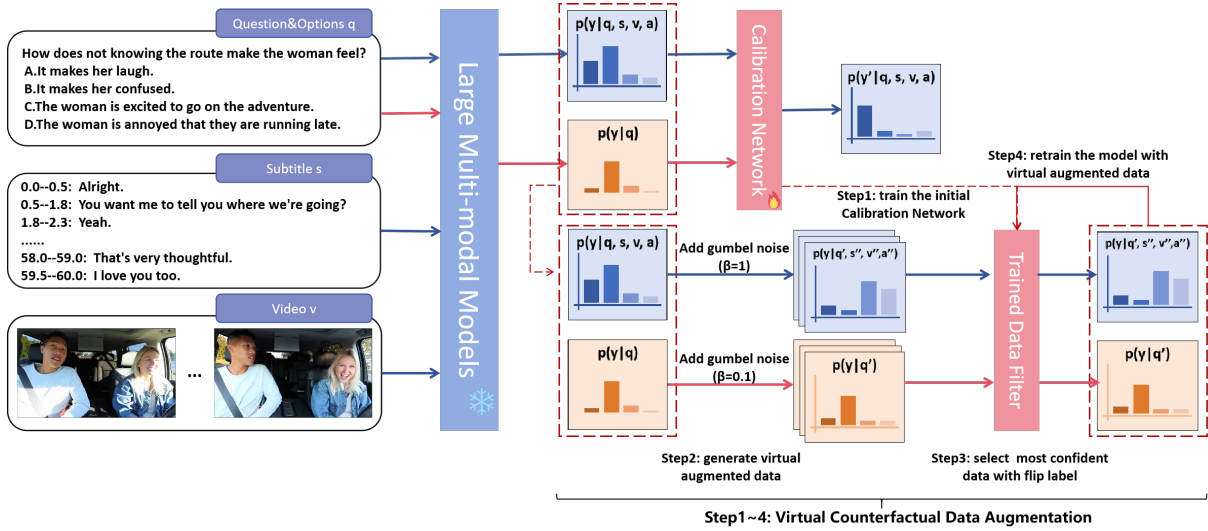 Question&Options q
How does not knowing the route make the woman feel?
A.It makes her laugh.
B.It makes her confused.
C.The woman is excited to go on the adventure.
D.The woman is annoyed that they are running late.
Subtitle s
0.0--0.5: Alright.
0.5--1.8: You want me to tell you where we're going?
1.8--2.3: Yeah.
......
58.0--59.0: That's very thoughtful.
59.5--60.0: I love you too.
Video v
...
Large Multi-modal Models
p(y|q, s, v, a)
p(y|q)
Calibration Network
p(y'|q, s, v, a)
Step1: train the initial
Calibration Network
Step4: retrain the model with
virtual augmented data
p(y|q, s, v, a)
Add gumbel noise
(β=1)
p(y|q', s'', v'',a'')
p(y|q)
Add gumbel noise
(β=0.1)
p(y|q')
Trained Data Filter
p(y|q', s'', v'',a'')
p(y|q')
Step2: generate virtual
augmented data
Step3: select most confident
data with flip label
Step1~4: Virtual Counterfactual Data Augmentation